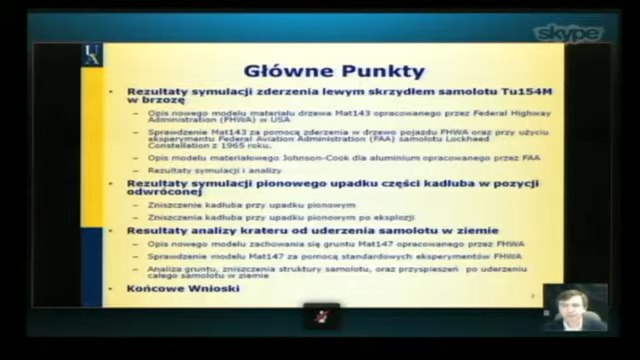 skype™
UA
Główne Punkty
• Rezultaty symulacji zderzenia lewym skrzydłem samolotu Tu154M
w brzozę
– Opis nowego modelu materiału drzewa Mat143 opracowanego przez Federal Highway
Administration (FHWA) w USA
– Sprawdzenie Mat143 za pomocą zderzenia w drzewo pojazdu FHWA oraz przy użyciu
eksperymentu Federal Aviation Administration (FAA) samolotu Lockheed
Constellation z 1965 roku.
– Opis modelu materiałowego Johnson-Cook dla aluminium opracowanego przez FAA
– Rezultaty symulacji i analizy
• Rezultaty symulacji pionowego upadku części kadłuba w pozycji
odwróconej
– Zniszczenie kadłuba przy upadku pionowym
– Zniszczenia kadłuba przy upadku pionowym po eksplozji
• Resultaty analizy krateru od uderzenia samolotu w ziemie
– Opis nowego modelu zachowania się gruntu Mat147 opracowanego przez FHWA
– Sprawdzenie modelu Mat147 za pomocą standardowych eksperymentów FHWA
– Analiza gruntu, zniszczenia struktury samolotu, oraz przyspieszeń po uderzeniu
całego samolotu w ziemie
• Końcowe Wnioski